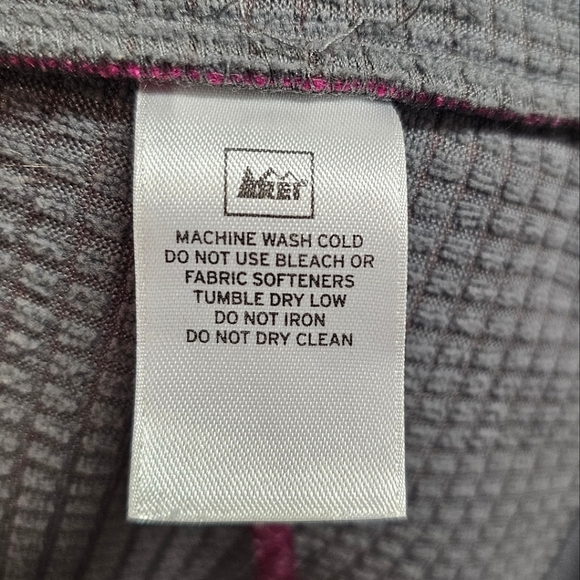 REI
MACHINE WASH COLD
DO NOT USE BLEACH OR
FABRIC SOFTENERS
TUMBLE DRY LOW
DO NOT IRON
DO NOT DRY CLEAN